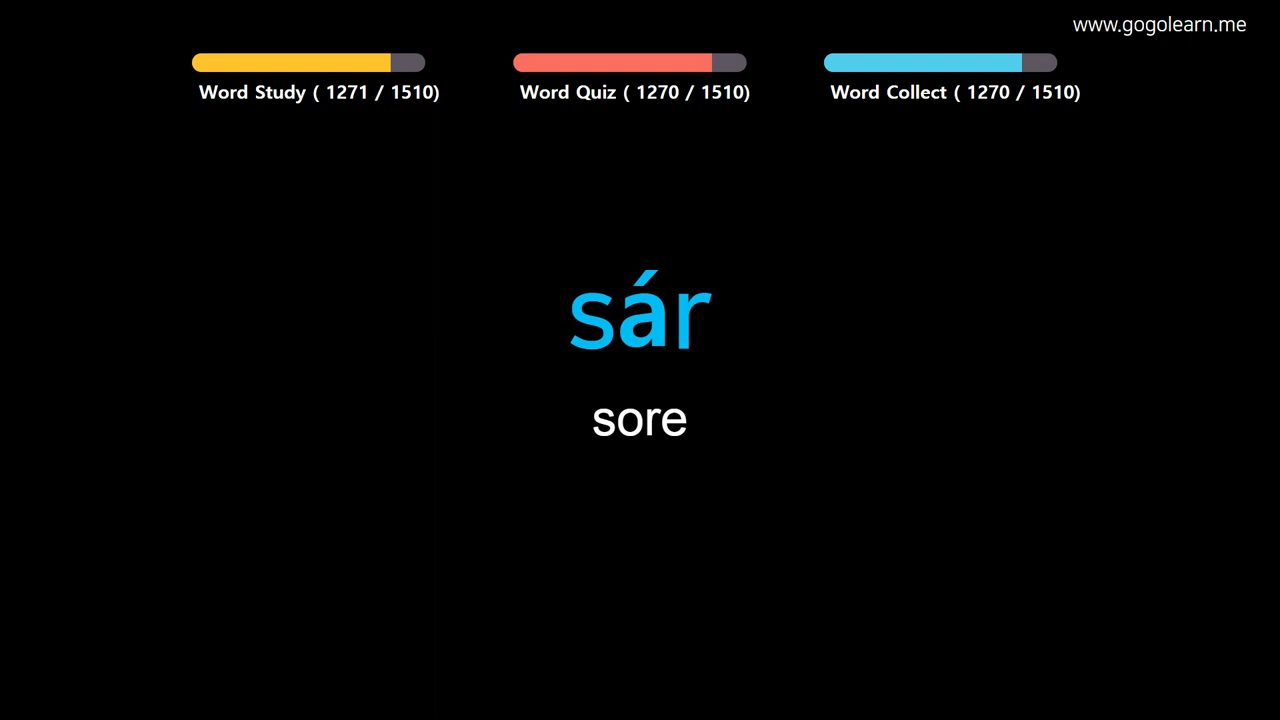 www.gogolearn.me
Word Study ( 1271 / 1510)
Word Quiz ( 1270 / 1510)
Word Collect ( 1270 / 1510)
sár
sore